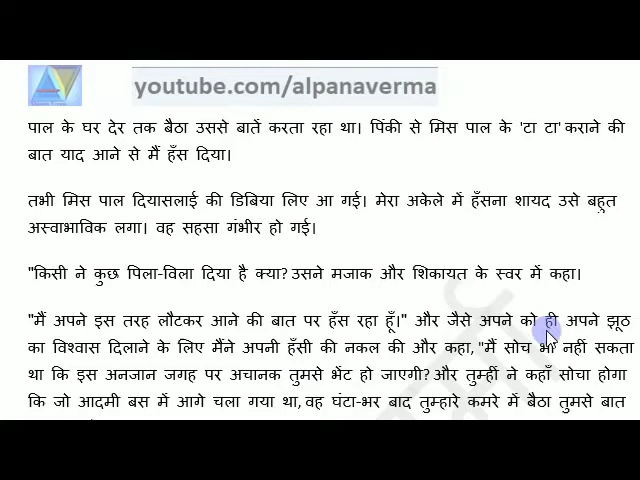 youtube.com/alpanaverma
पाल के घर देर तक बैठा उससे बातें करता रहा था। पिंकी से मिस पाल के 'टा टा' कराने की
बात याद आने से मैं हँस दिया।
तभी मिस पाल दियासलाई की डिबिया लिए आ गई। मेरा अकेले में हँसना शायद उसे बहुत
अस्वाभाविक लगा। वह सहसा गंभीर हो गई।
"किसी ने कुछ पिला-विला दिया है क्या? उसने मजाक और शिकायत के स्वर में कहा।
"मैं अपने इस तरह लौटकर आने की बात पर हँस रहा हूँ।" और जैसे अपने को ही अपने झूठ
का विश्वास दिलाने के लिए मैंने अपनी हँसी की नकल की और कहा, "मैं सोच भी नहीं सकता
था कि इस अनजान जगह पर अचानक तुमसे भेंट हो जाएगी? और तुम्हीं ने कहाँ सोचा होगा
कि जो आदमी बस में आगे चला गया था, वह घंटा-भर बाद तुम्हारे कमरे में बैठा तुमसे बात